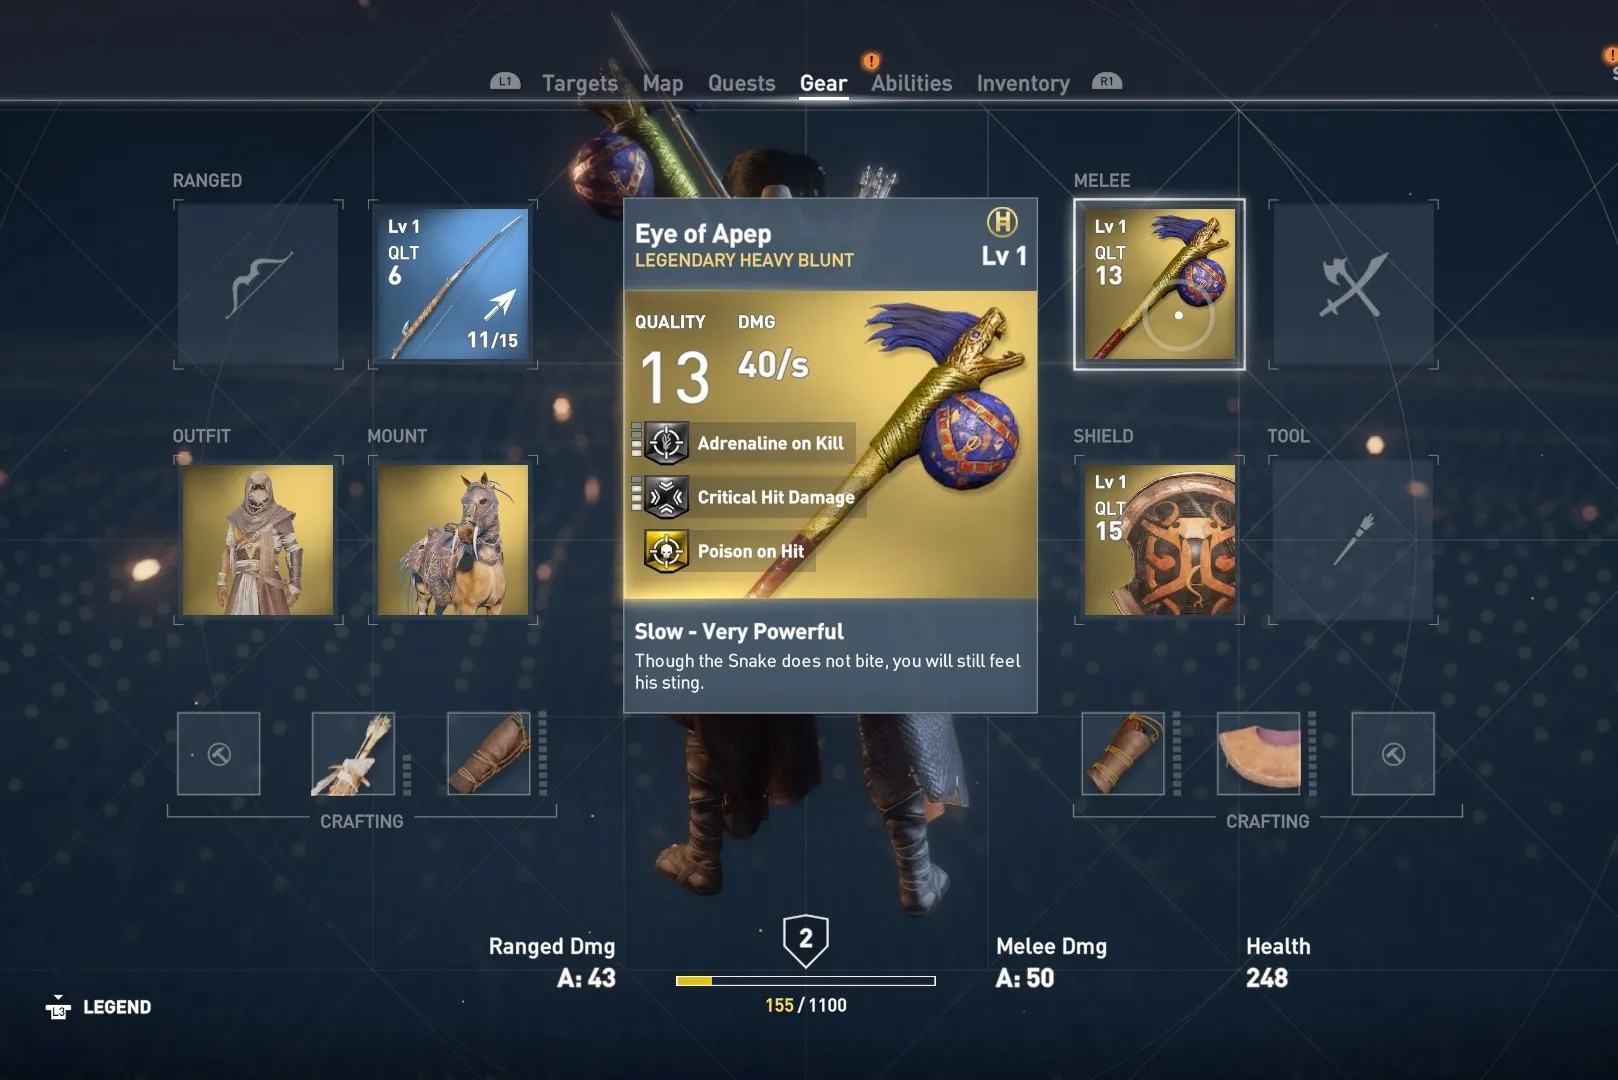 L1 Targets Map Quests Gear ! Abilities Inventory R1 !
RANGED
Lv 1
QLT
6
11/15
MELEE
Lv 1
QLT
13
Eye of Apep
LEGENDARY HEAVY BLUNT
H
Lv 1
QUALITY DMG
13 40/s
Adrenaline on Kill
Critical Hit Damage
Poison on Hit
Slow - Very Powerful
Though the Snake does not bite, you will still feel
his sting.
OUTFIT MOUNT
SHIELD TOOL
Lv 1
QLT
15
CRAFTING
CRAFTING
Ranged Dmg
A: 43
2
155 / 1100
Melee Dmg
A: 50
Health
248
L3 LEGEND